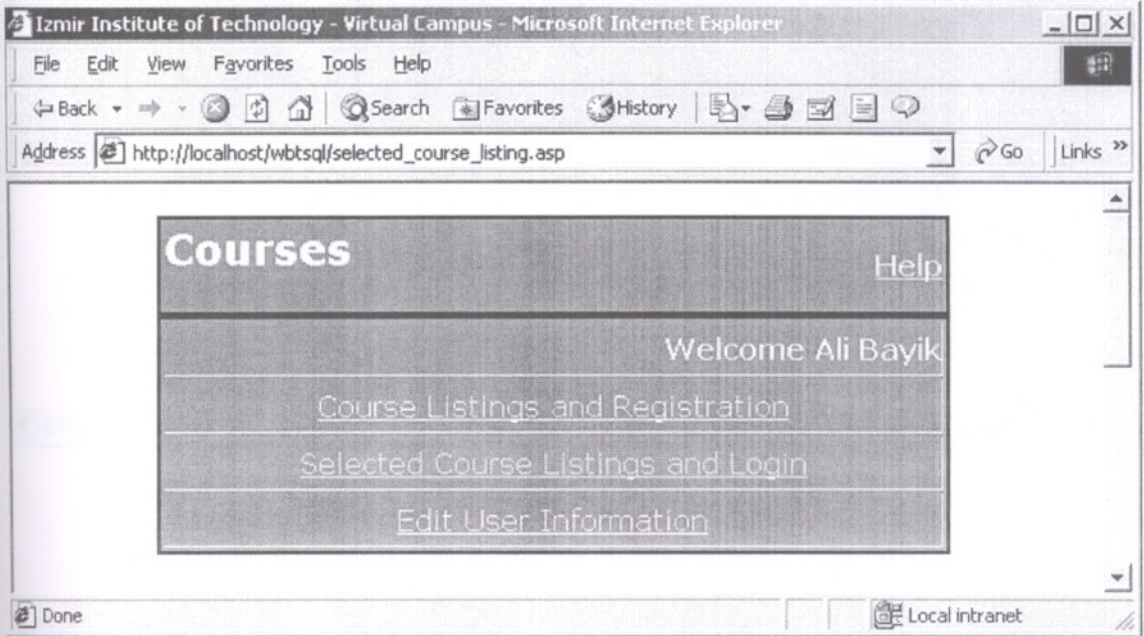 Izmir Institute of Technology - Virtual Campus - Microsoft Internet Explorer
File Edit View Favorites Tools Help
Back Search Favorites History
Address http://localhost/wbtsql/selected_course_listing.asp Go Links »
Courses
Help
Welcome Ali Bayik
Course Listings and Registration
Selected Course Listings and Login
Edit User Information
Done Local intranet